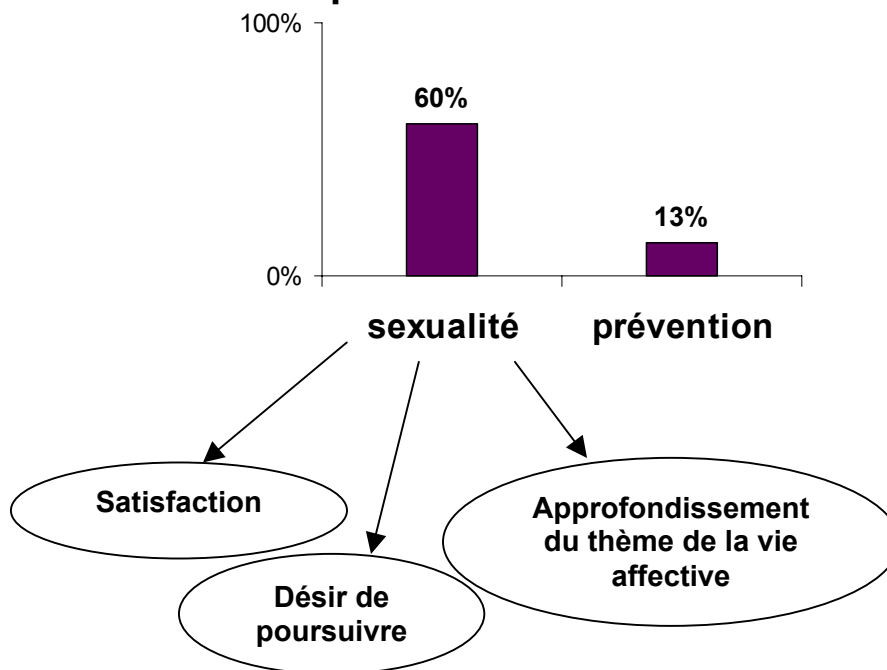 100%
60%
13%
0%
sexualité prévention
Satisfaction
Approfondissement
du thème de la vie
affective
Désir de
poursuivre